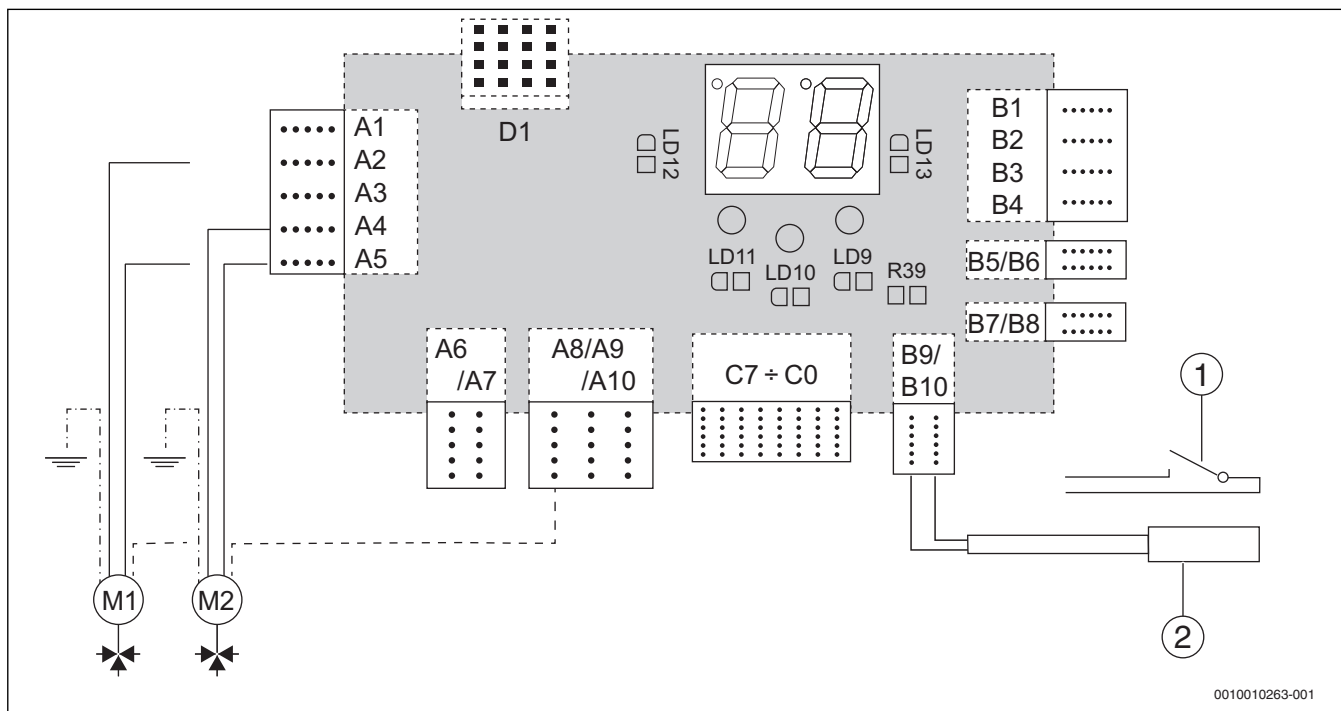 D1
A1
A2
A3
A4
A5
LD12
LD13
LD11
LD10
LD9
R39
B1
B2
B3
B4
B5/B6
B7/B8
A6
/A7
A8/A9
/A10
C7 ÷ C0
B9/
B10
1
2
M1
M2
0010010263-001